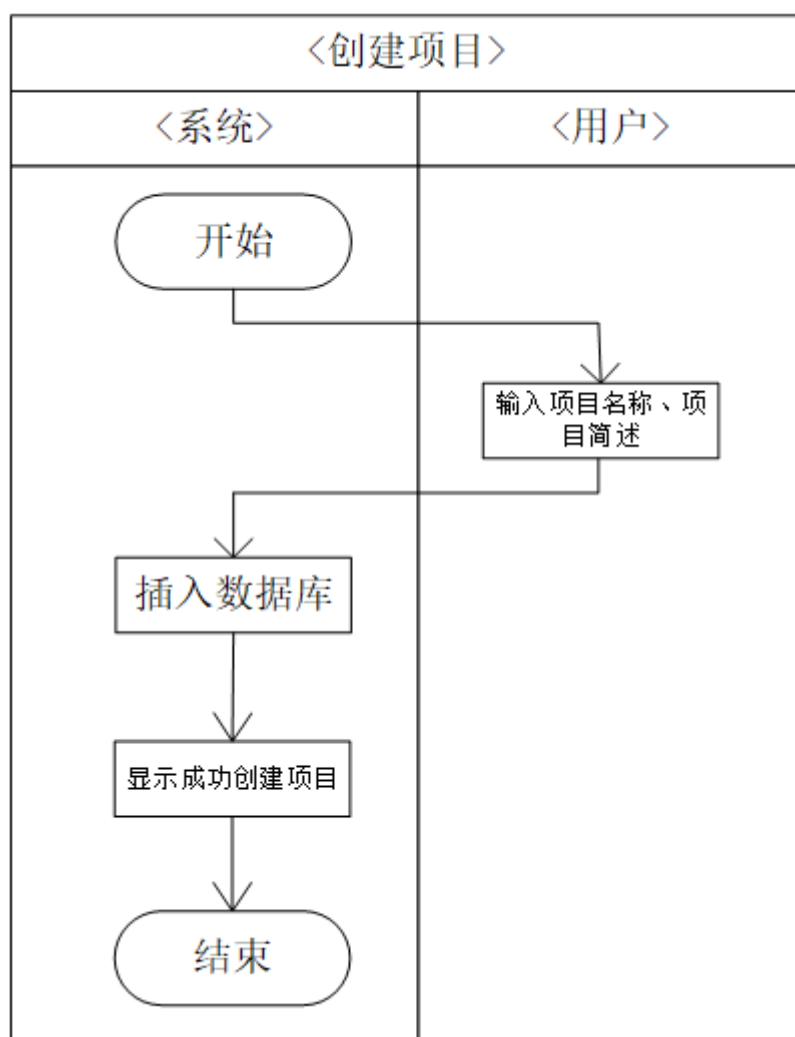 <创建项目>
<系统>
<用户>
开始
输入项目名称、项
目简述
插入数据库
显示成功创建项目
结束